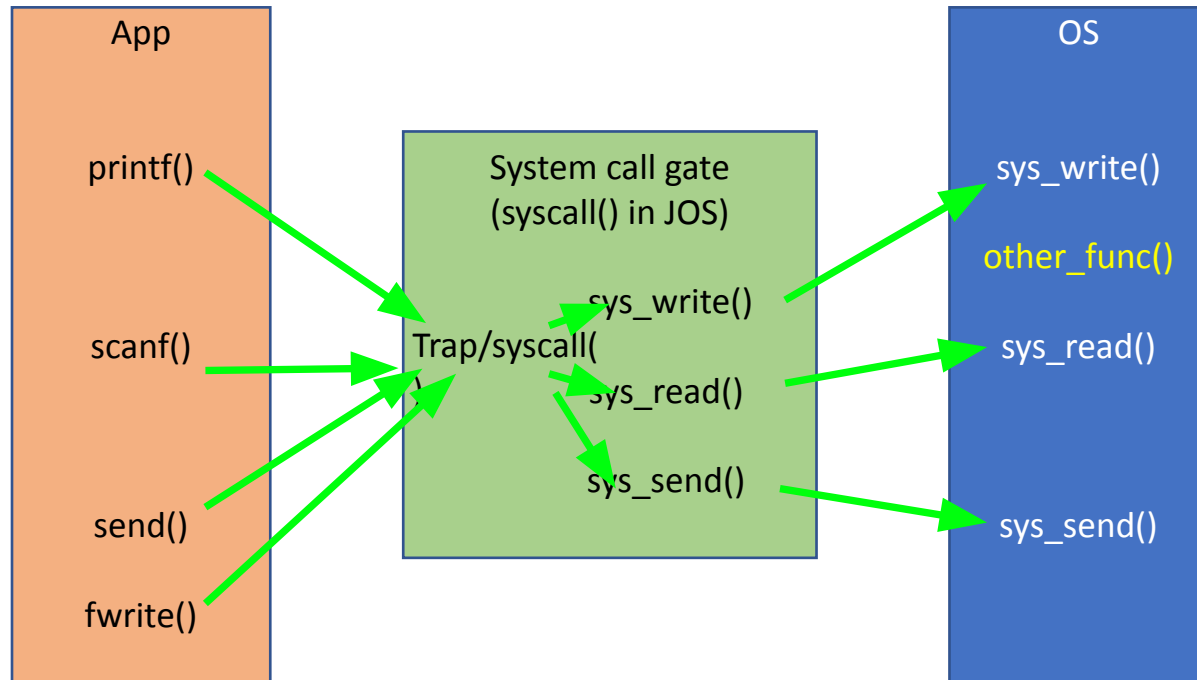 App
printf()
scanf()
send()
fwrite()
System call gate
(syscall() in JOS)
Trap/syscall(
)
sys_write()
sys_read()
sys_send()
OS
sys_write()
other_func()
sys_read()
sys_send()